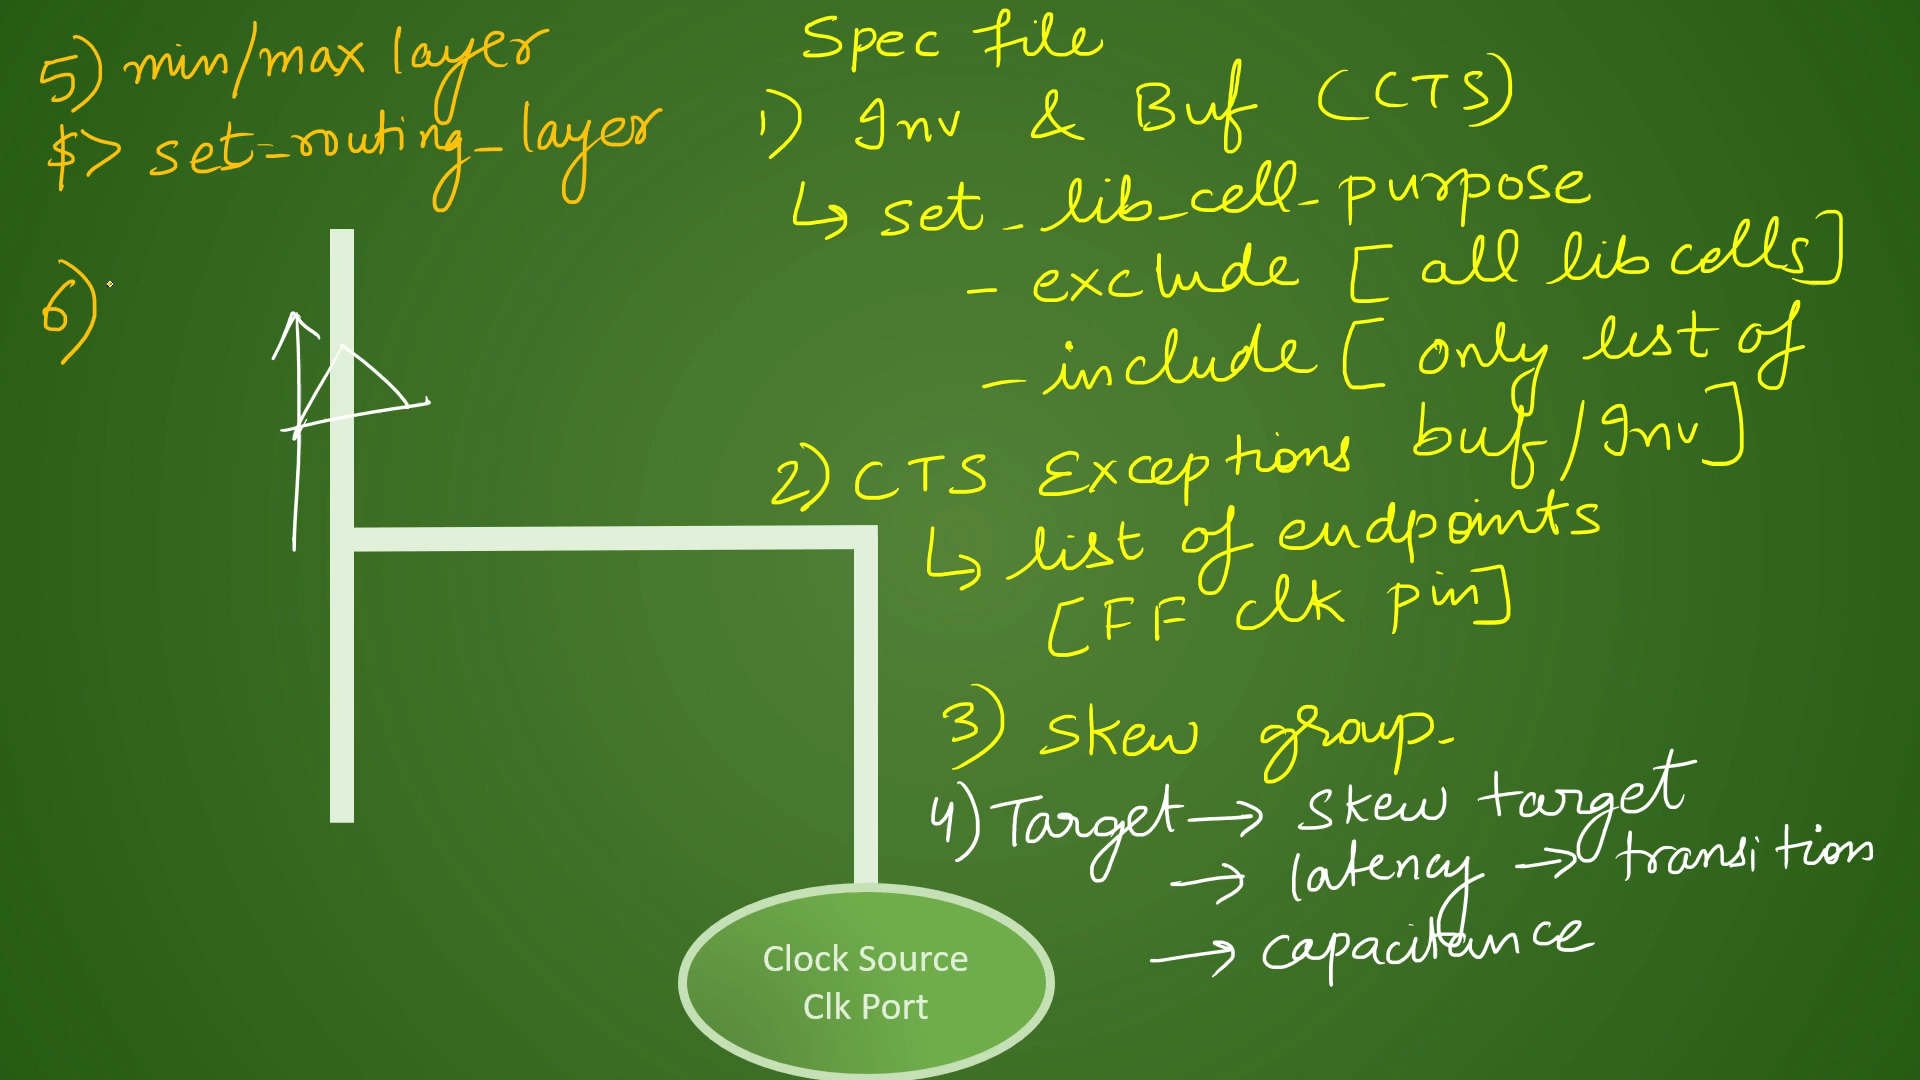 Spec file
1) Inv & Buf (CTS)
↳ set_lib_cell_purpose
- exclude [all lib cells]
- include [only list of
buf/Inv]
2) CTS Exceptions
↳ list of endpoints
[FF clk pin]
3) Skew group
4) Target → Skew target
→ latency → transition
→ capacitance
5) min/max layer
$> set_routing_layer
6)
Clock Source
Clk Port